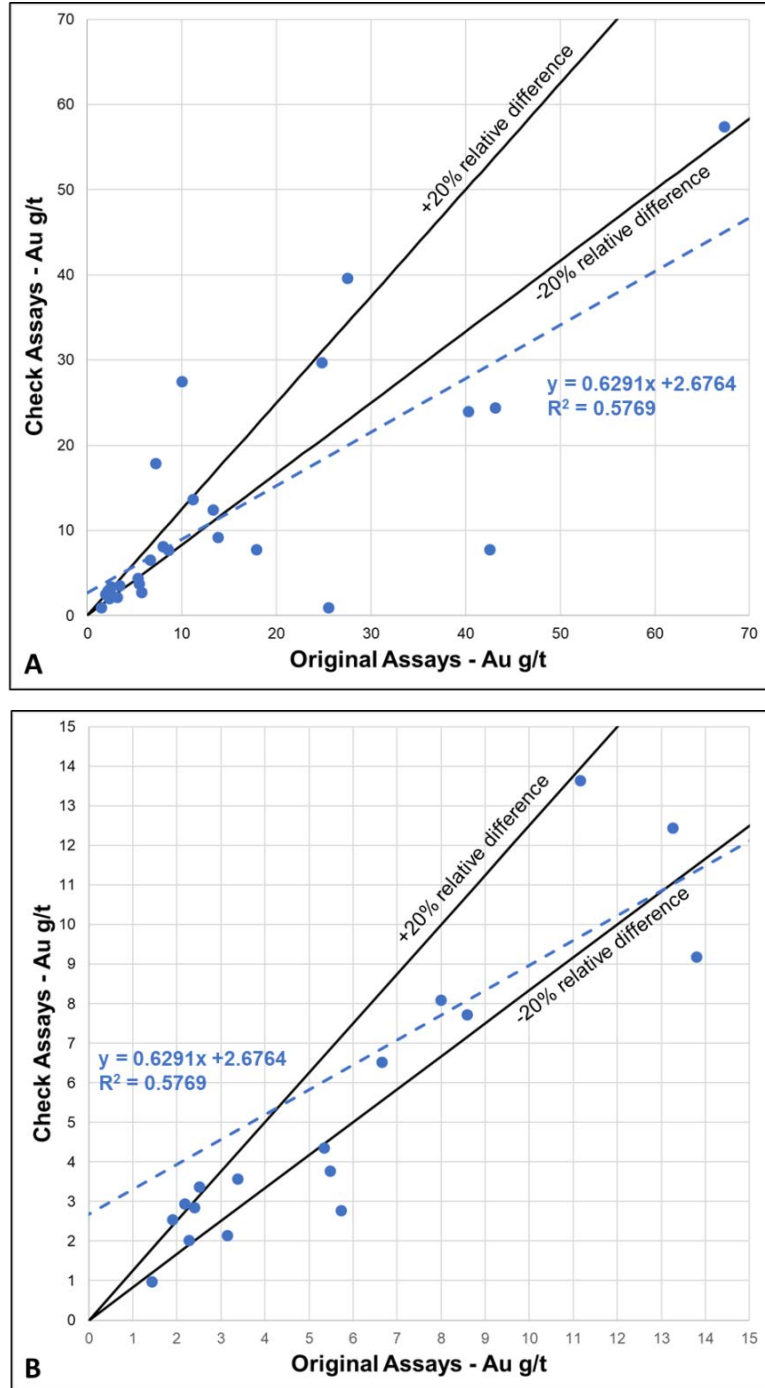 70
60
50
40
30
20
10
0
Check Assays - Au g/t
+20% relative difference
-20% relative difference
y = 0.6291x +2.6764
R² = 0.5769
0 10 20 30 40 50 60 70
Original Assays - Au g/t
A
15
14
13
12
11
10
9
8
7
6
5
4
3
2
1
0
Check Assays - Au g/t
+20% relative difference
-20% relative difference
y = 0.6291x +2.6764
R² = 0.5769
0 1 2 3 4 5 6 7 8 9 10 11 12 13 14 15
Original Assays - Au g/t
B